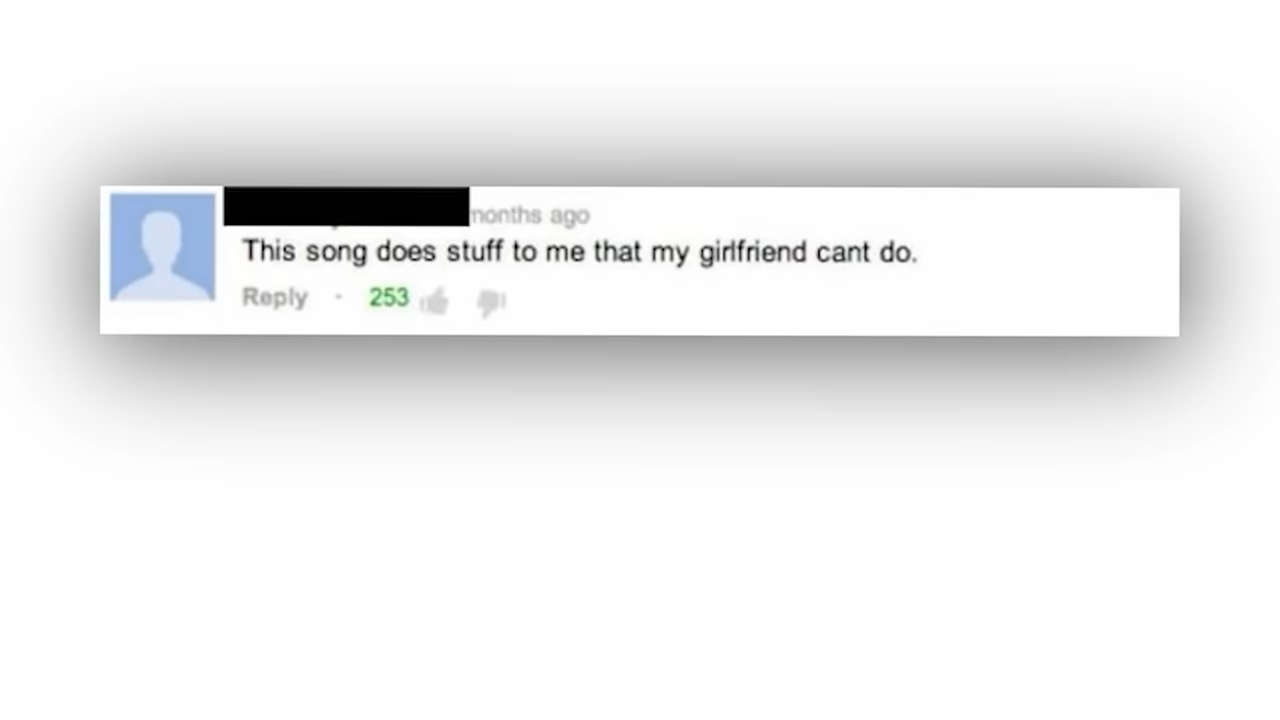 months ago
This song does stuff to me that my girlfriend cant do.
Reply · 253